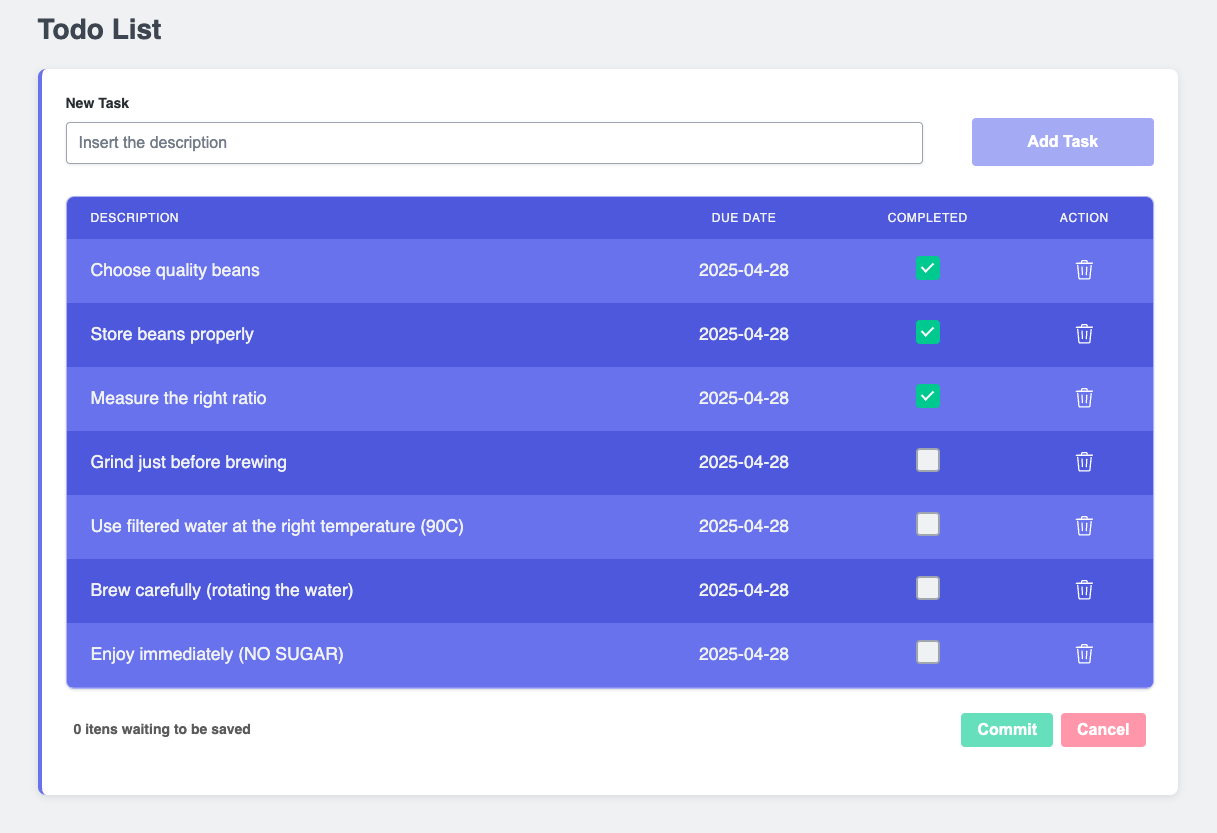 Todo List
New Task
Insert the description
Add Task
DESCRIPTION DUE DATE COMPLETED ACTION
Choose quality beans 2025-04-28
Store beans properly 2025-04-28
Measure the right ratio 2025-04-28
Grind just before brewing 2025-04-28
Use filtered water at the right temperature (90C) 2025-04-28
Brew carefully (rotating the water) 2025-04-28
Enjoy immediately (NO SUGAR) 2025-04-28
0 itens waiting to be saved Commit Cancel